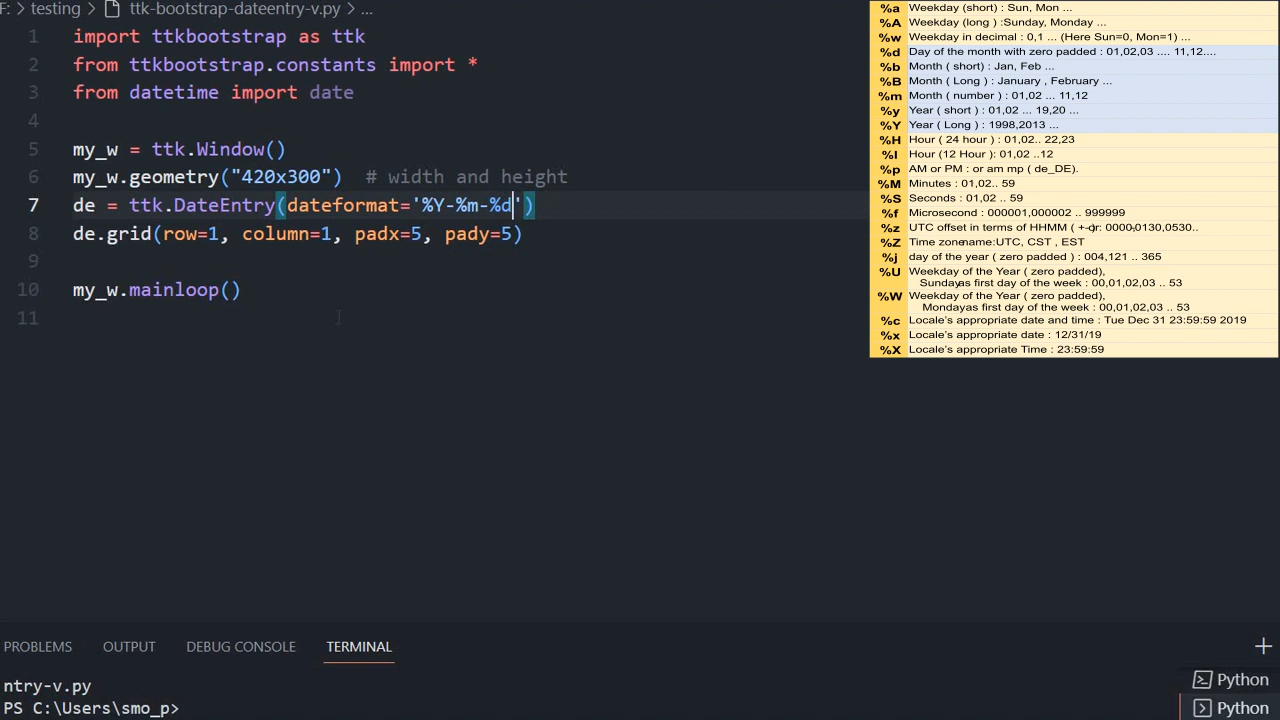 F: > testing > ttk-bootstrap-dateentry-v.py > ...
1 import ttkbootstrap as ttk
2 from ttkbootstrap.constants import *
3 from datetime import date
4
5 my_w = ttk.Window()
6 my_w.geometry("420x300")  # width and height
7 de = ttk.DateEntry(dateformat='%Y-%m-%d')
8 de.grid(row=1, column=1, padx=5, pady=5)
9
10 my_w.mainloop()
11
%a Weekday (short) : Sun, Mon ...
%A Weekday (long ) :Sunday, Monday ...
%w Weekday in decimal : 0,1 ... (Here Sun=0, Mon=1) ...
%d Day of the month with zero padded : 01,02,03 .... 11,12....
%b Month ( short) : Jan, Feb ...
%B Month ( Long ) : January , February ...
%m Month ( number ) : 01,02 ... 11,12
%y Year ( short ) : 01,02 ... 19,20 ...
%Y Year ( Long ) : 1998,2013 ...
%H Hour ( 24 hour ) : 01,02.. 22,23
%I Hour (12 Hour ): 01,02 ..12
%p AM or PM : or am mp ( de_DE).
%M Minutes : 01,02.. 59
%S Seconds : 01,02 .. 59
%f Microsecond : 000001,000002 .. 999999
%z UTC offset in terms of HHMM ( +-or: 0000,0130,0530..
%Z Time zonename:UTC, CST , EST
%j day of the year ( zero padded ) : 004,121 .. 365
%U Weekday of the Year ( zero padded),
Sundayas first day of the week : 00,01,02,03 .. 53
%W Weekday of the Year ( zero padded),
Mondayas first day of the week : 00,01,02,03 .. 53
%c Locale's appropriate date and time : Tue Dec 31 23:59:59 2019
%x Locale's appropriate date : 12/31/19
%X Locale's appropriate Time : 23:59:59
PROBLEMS OUTPUT DEBUG CONSOLE TERMINAL
ntry-v.py
PS C:\Users\smo_p>
Python
Python